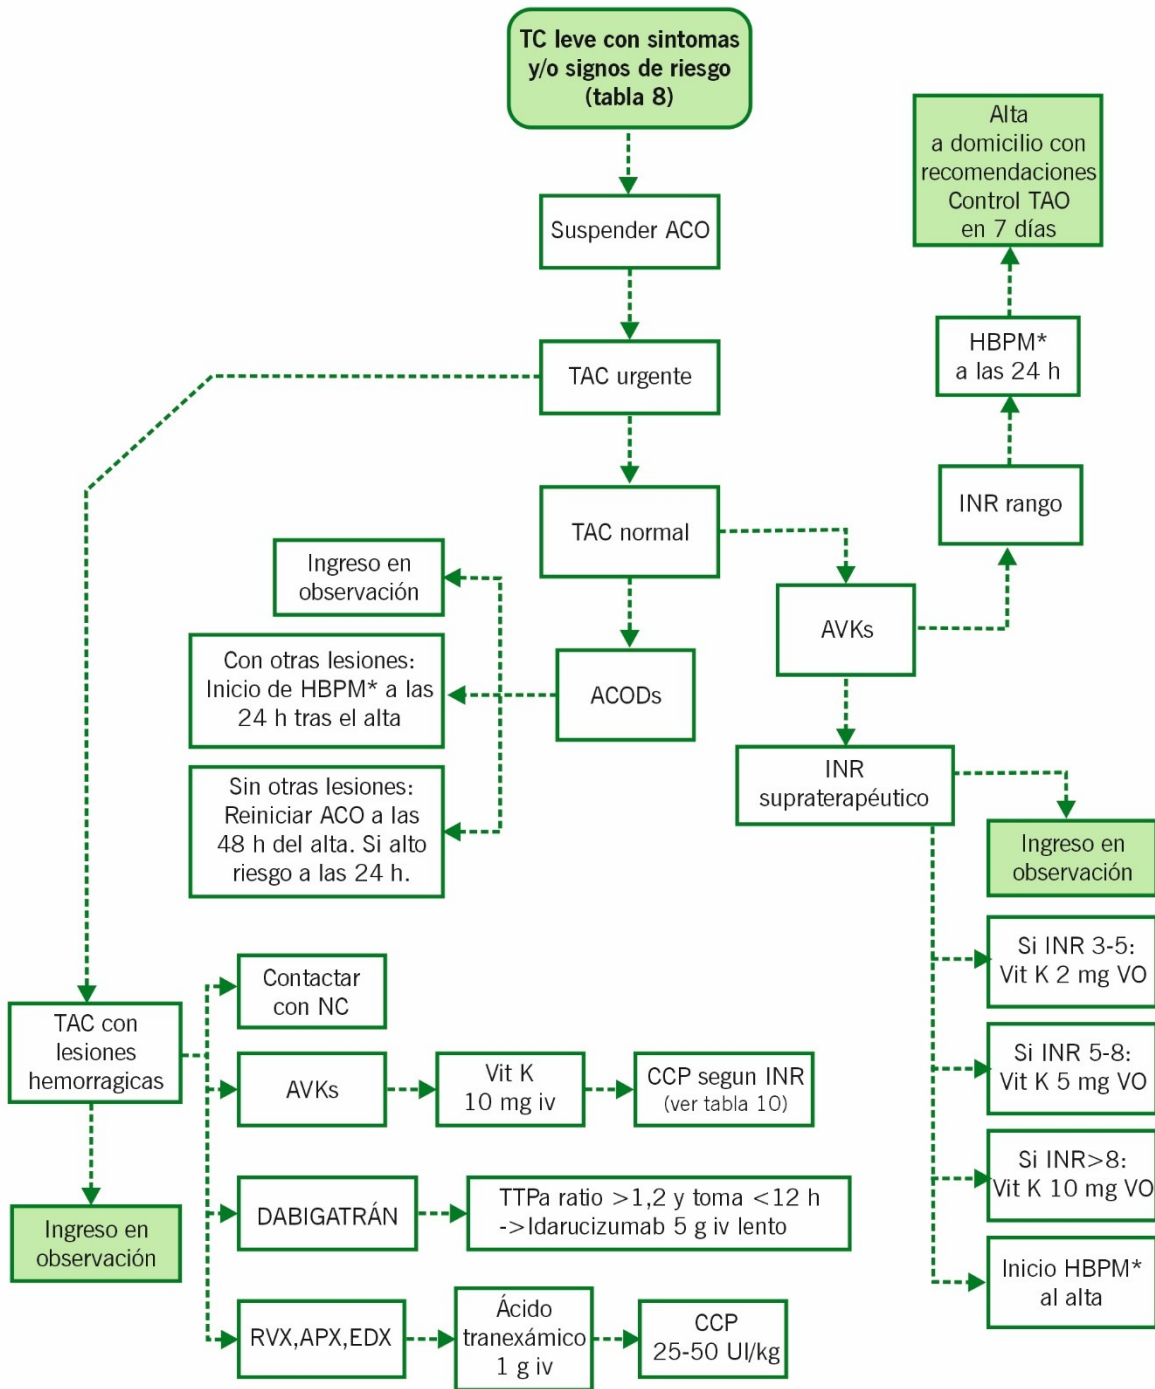 TC leve con sintomas
y/o signos de riesgo
(tabla 8)
Suspender ACO
TAC urgente
TAC normal
Alta
a domicilio con
recomendaciones
Control TAO
en 7 días
HBPM*
a las 24 h
INR rango
AVKs
Ingreso en
observación
Con otras lesiones:
Inicio de HBPM* a las
24 h tras el alta
Sin otras lesiones:
Reiniciar ACO a las
48 h del alta. Si alto
riesgo a las 24 h.
ACODs
INR
supraterapéutico
Ingreso en
observación
Si INR 3-5:
Vit K 2 mg VO
Si INR 5-8:
Vit K 5 mg VO
Si INR>8:
Vit K 10 mg VO
Inicio HBPM*
al alta
TAC con
lesiones
hemorragicas
Ingreso en
observación
Contactar
con NC
AVKs
Vit K
10 mg iv
CCP segun INR
(ver tabla 10)
DABIGATRÁN
TTPa ratio >1,2 y toma <12 h
->Idarucizumab 5 g iv lento
RVX,APX,EDX
Ácido
tranexámico
1 g iv
CCP
25-50 UI/kg